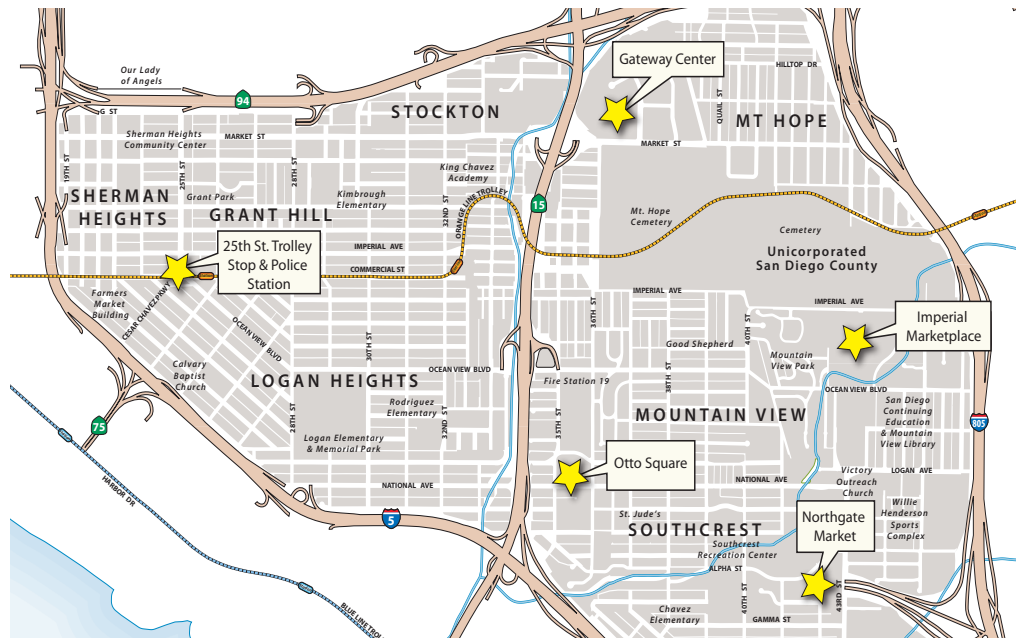 Our Lady
of Angels
G ST
94
Sherman Heights
Community Center
MARKET ST
STOCKTON
Gateway Center
HILLTOP DR
QUAIL ST
MT HOPE
MARKET ST
19TH ST
25TH ST
28TH ST
SHERMAN
HEIGHTS
Grant Park
GRANT HILL
Kimbrough
Elementary
King Chavez
Academy
32ND ST
ORANGE LINE TROLLEY
15
Mt. Hope
Cemetery
Cemetery
Unicorporated
San Diego County
25th St. Trolley
Stop & Police
Station
IMPERIAL AVE
COMMERCIAL ST
Farmers
Market
Building
CESAR CHAVEZ PKWY
OCEAN VIEW BLVD
Calvary
Baptist
Church
30TH ST
LOGAN HEIGHTS
OCEAN VIEW BLVD
28TH ST
Rodriguez
Elementary
32ND ST
Logan Elementary
& Memorial Park
NATIONAL AVE
75
HARBOR DR
5
BLUE LINE TROLL
IMPERIAL AVE
36TH ST
40TH ST
IMPERIAL AVE
Imperial
Marketplace
Good Shepherd
Mountain
View Park
Fire Station 19
38TH ST
OCEAN VIEW BLVD
35TH ST
MOUNTAIN VIEW
San Diego
Continuing
Education
& Mountain
View Library
805
Otto Square
NATIONAL AVE
LOGAN AVE
Victory
Outreach
Church
Willie
Henderson
Sports
Complex
St. Jude's
SOUTHCREST
Southcrest
Recreation Center
Northgate
Market
ALPHA ST
40TH ST
43RD ST
Chavez
Elementary
GAMMA ST